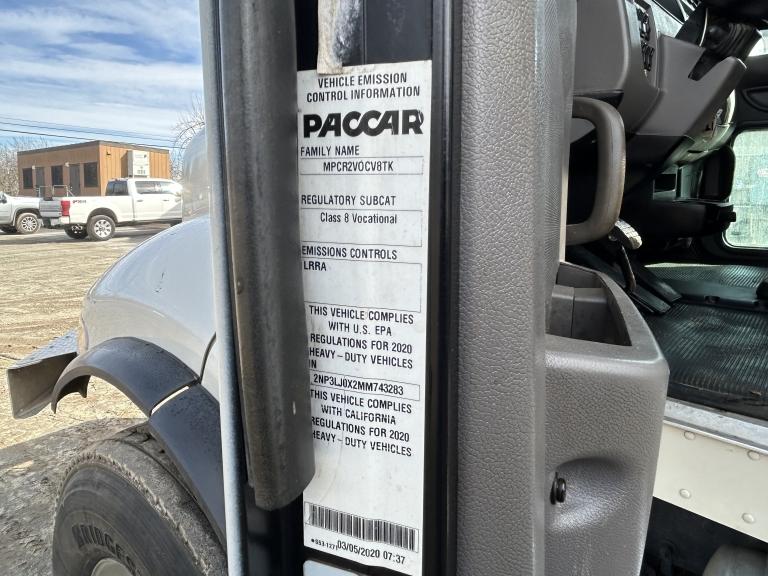 VEHICLE EMISSION
CONTROL INFORMATION
PACCAR
FAMILY NAME
MPCR2VOCV8TK
REGULATORY SUBCAT
Class 8 Vocational
EMISSIONS CONTROLS
LRRA
THIS VEHICLE COMPLIES
WITH U.S. EPA
REGULATIONS FOR 2020
HEAVY-DUTY VEHICLES
IN
2NP3LJ0X2MM743283
THIS VEHICLE COMPLIES
WITH CALIFORNIA
REGULATIONS FOR 2020
HEAVY-DUTY VEHICLES
03/05/2020 07:37